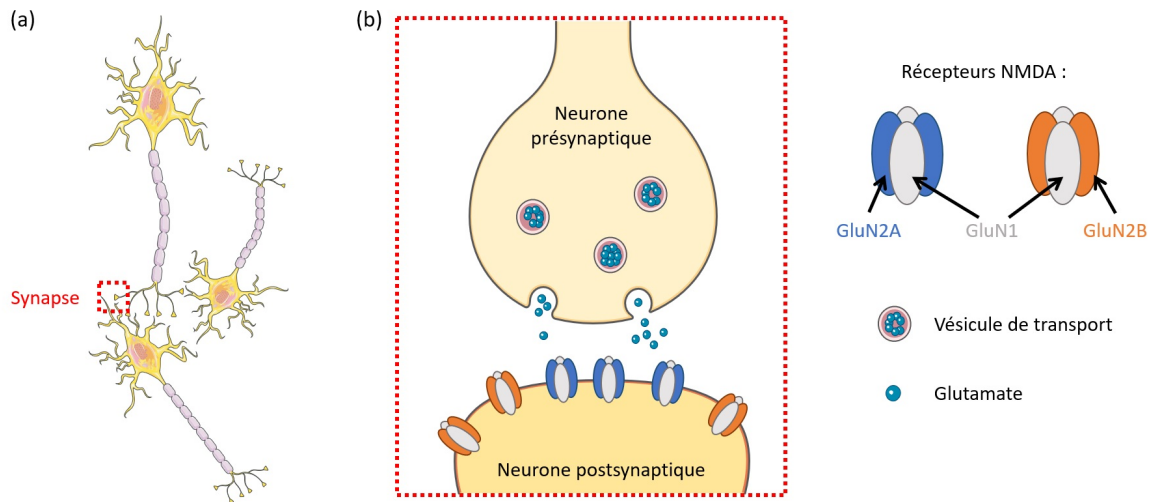 (a)
Synapse
(b)
Neurone
présynaptique
Neurone postsynaptique
Récepteurs NMDA :
GluN2A
GluN1
GluN2B
Vésicule de transport
Glutamate